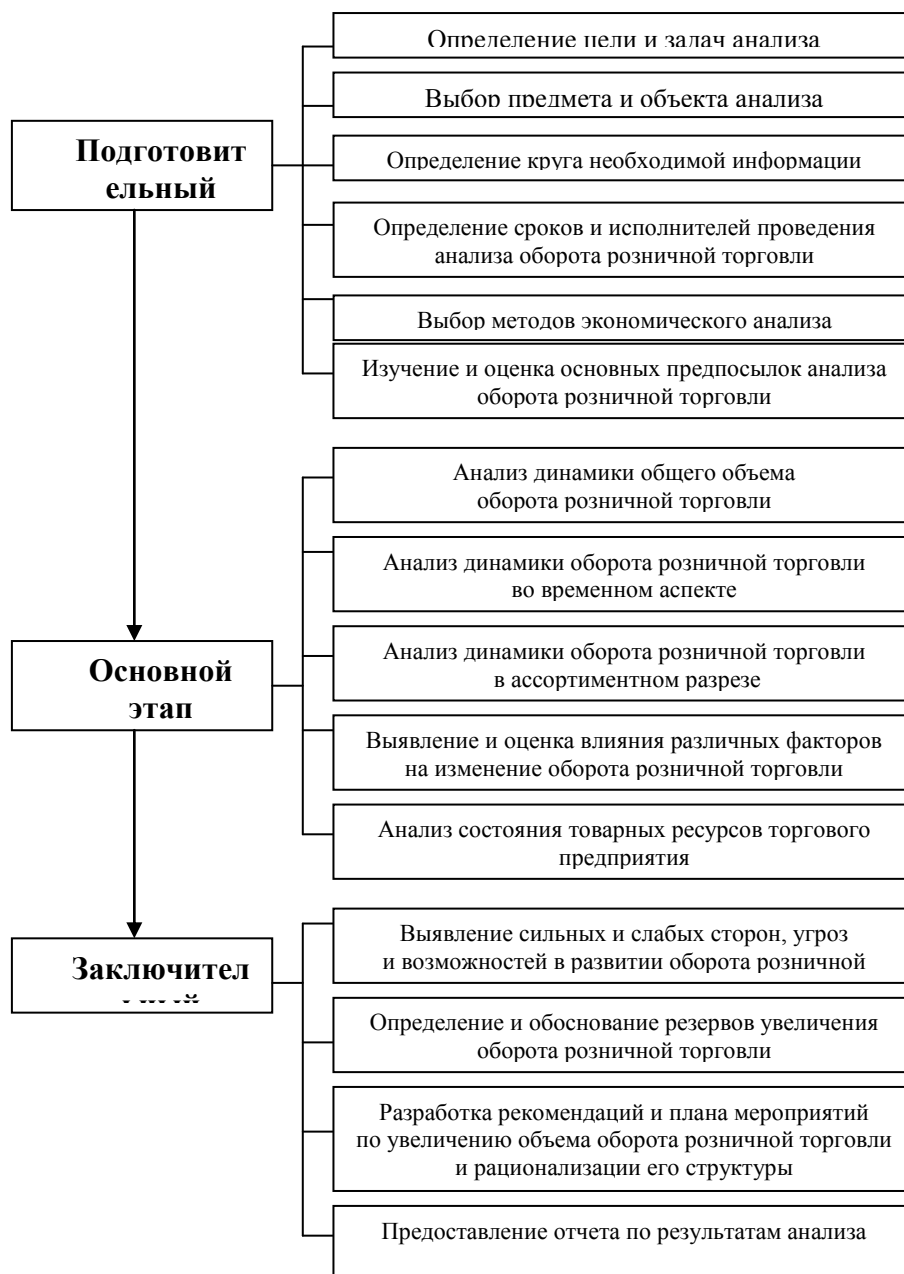 Определение цели и задач анализа
Выбор предмета и объекта анализа
Подготовит
ельный
Определение круга необходимой информации
Определение сроков и исполнителей проведения
анализа оборота розничной торговли
Выбор методов экономического анализа
Изучение и оценка основных предпосылок анализа
оборота розничной торговли
Анализ динамики общего объема
оборота розничной торговли
Анализ динамики оборота розничной торговли
во временном аспекте
Основной
этап
Анализ динамики оборота розничной торговли
в ассортиментном разрезе
Выявление и оценка влияния различных факторов
на изменение оборота розничной торговли
Анализ состояния товарных ресурсов торгового
предприятия
Заключител
Выявление сильных и слабых сторон, угроз
и возможностей в развитии оборота розничной
Определение и обоснование резервов увеличения
оборота розничной торговли
Разработка рекомендаций и плана мероприятий
по увеличению объема оборота розничной торговли
и рационализации его структуры
Предоставление отчета по результатам анализа